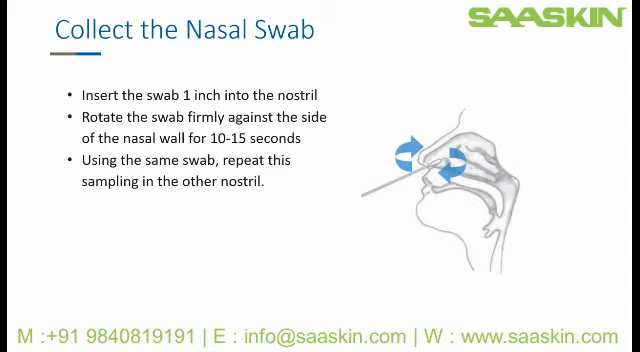 Collect the Nasal Swab
SAASKIN
• Insert the swab 1 inch into the nostril
• Rotate the swab firmly against the side
of the nasal wall for 10-15 seconds
• Using the same swab, repeat this
sampling in the other nostril.
M :+91 9840819191 | E : info@saaskin.com | W : www.saaskin.com